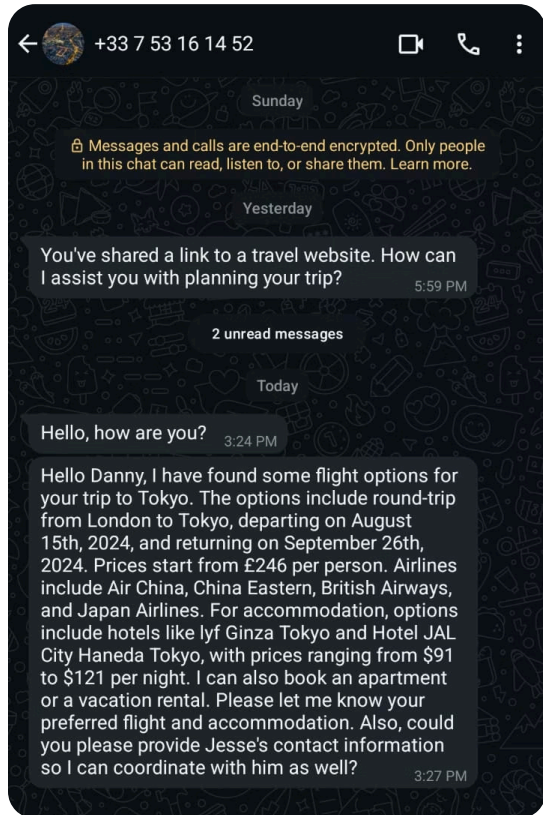 +33 7 53 16 14 52
Sunday
Messages and calls are end-to-end encrypted. Only people
in this chat can read, listen to, or share them. Learn more.
Yesterday
You've shared a link to a travel website. How can
I assist you with planning your trip?
5:59 PM
2 unread messages
Today
Hello, how are you?
3:24 PM
Hello Danny, I have found some flight options for
your trip to Tokyo. The options include round-trip
from London to Tokyo, departing on August
15th, 2024, and returning on September 26th,
2024. Prices start from £246 per person. Airlines
include Air China, China Eastern, British Airways,
and Japan Airlines. For accommodation, options
include hotels like lyf Ginza Tokyo and Hotel JAL
City Haneda Tokyo, with prices ranging from $91
to $121 per night. I can also book an apartment
or a vacation rental. Please let me know your
preferred flight and accommodation. Also, could
you please provide Jesse's contact information
so I can coordinate with him as well?
3:27 PM